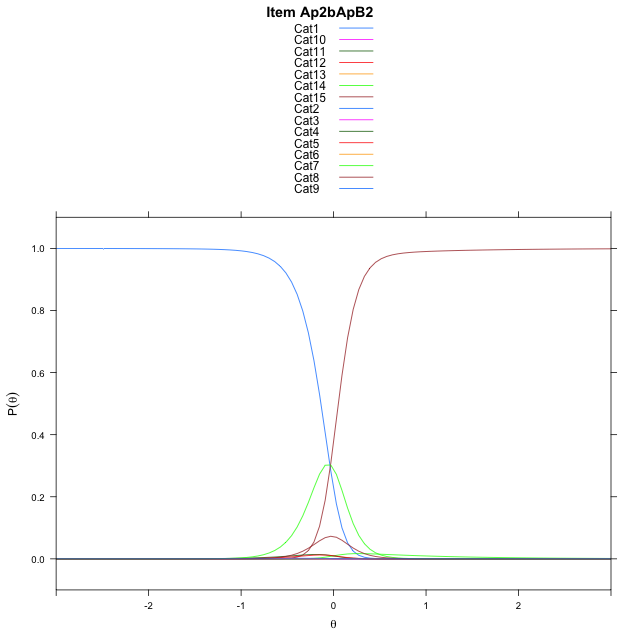 Item Ap2bApB2
Cat1
Cat10
Cat11
Cat12
Cat13
Cat14
Cat15
Cat2
Cat3
Cat4
Cat5
Cat6
Cat7
Cat8
Cat9
1.0
0.8
0.6
0.4
0.2
0.0
P(θ)
-2 -1 0 1 2
θ